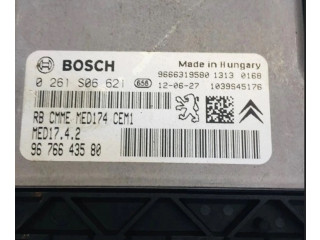 BOSCH
Made in Hungary
9666319580 1313 0168
0 261 S06 621 656 12-06-27 1039S45176
RB CMME MED174 CEM1
MED17.4.2
96 766 435 80